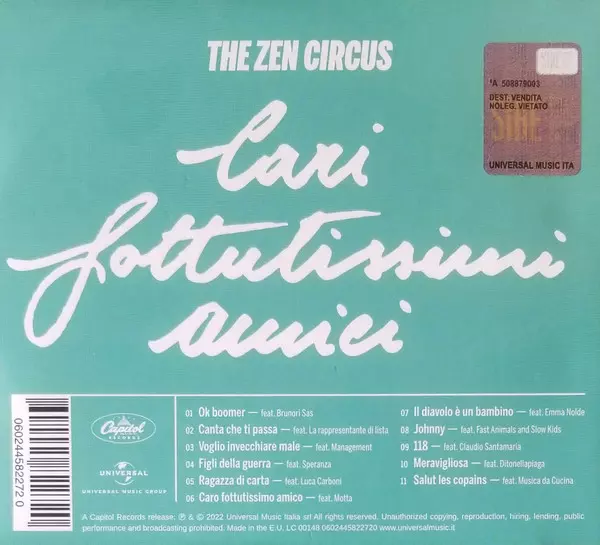 THE ZEN CIRCUS
*A 508879003
DEST. VENDITA
NOLEG. VIETATO
SIAE
UNIVERSAL MUSIC ITA
Cari
fottutissimi
amici
0602445822720
Capitol
RECORDS
UNIVERSAL
UNIVERSAL MUSIC GROUP
01 Ok boomer — feat. Brunori Sas
02 Canta che ti passa — feat. La rappresentante di lista
03 Voglio invecchiare male — feat. Management
04 Figli della guerra — feat. Speranza
05 Ragazza di carta — feat. Luca Carboni
06 Caro fottutissimo amico — feat. Motta
07 Il diavolo è un bambino — feat. Emma Nolde
08 Johnny — feat. Fast Animals and Slow Kids
09 118 — feat. Claudio Santamaria
10 Meravigliosa — feat. Ditonellapiaga
11 Salut les copains — feat. Musica da Cucina
A Capitol Records release; ℗ & © 2022 Universal Music Italia srl All rights reserved. Unauthorized copying, reproduction, hiring, lending, public
performance and broadcasting prohibited. Made in the E.U. LC 00148 0602445822720 www.universalmusic.it